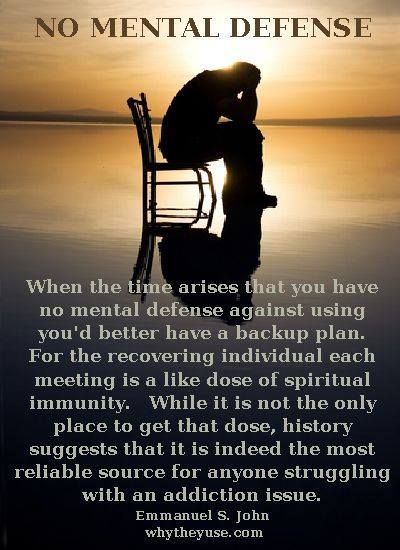 NO MENTAL DEFENSE
When the time arises that you have
no mental defense against using
you'd better have a backup plan.
For the recovering individual each
meeting is a like dose of spiritual
immunity. While it is not the only
place to get that dose, history
suggests that it is indeed the most
reliable source for anyone struggling
with an addiction issue.
Emmanuel S. John
whytheyuse.com